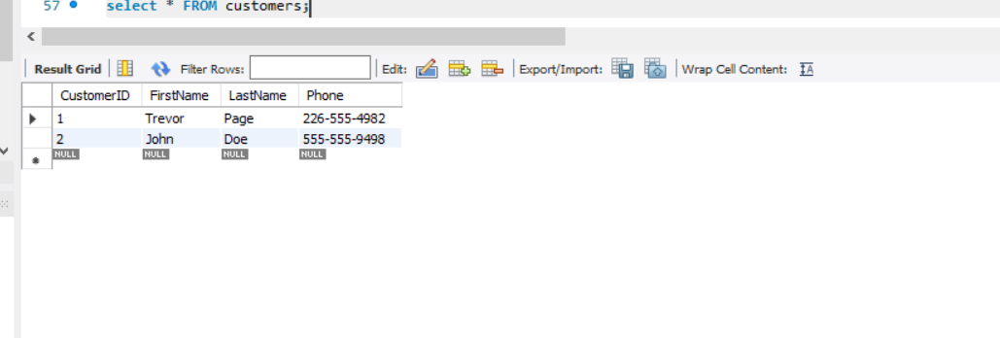 57 select * FROM customers;
Result Grid Filter Rows: Edit: Export/Import: Wrap Cell Content: IA
CustomerID FirstName LastName Phone
1 Trevor Page 226-555-4982
2 John Doe 555-555-9498
NULL NULL NULL NULL